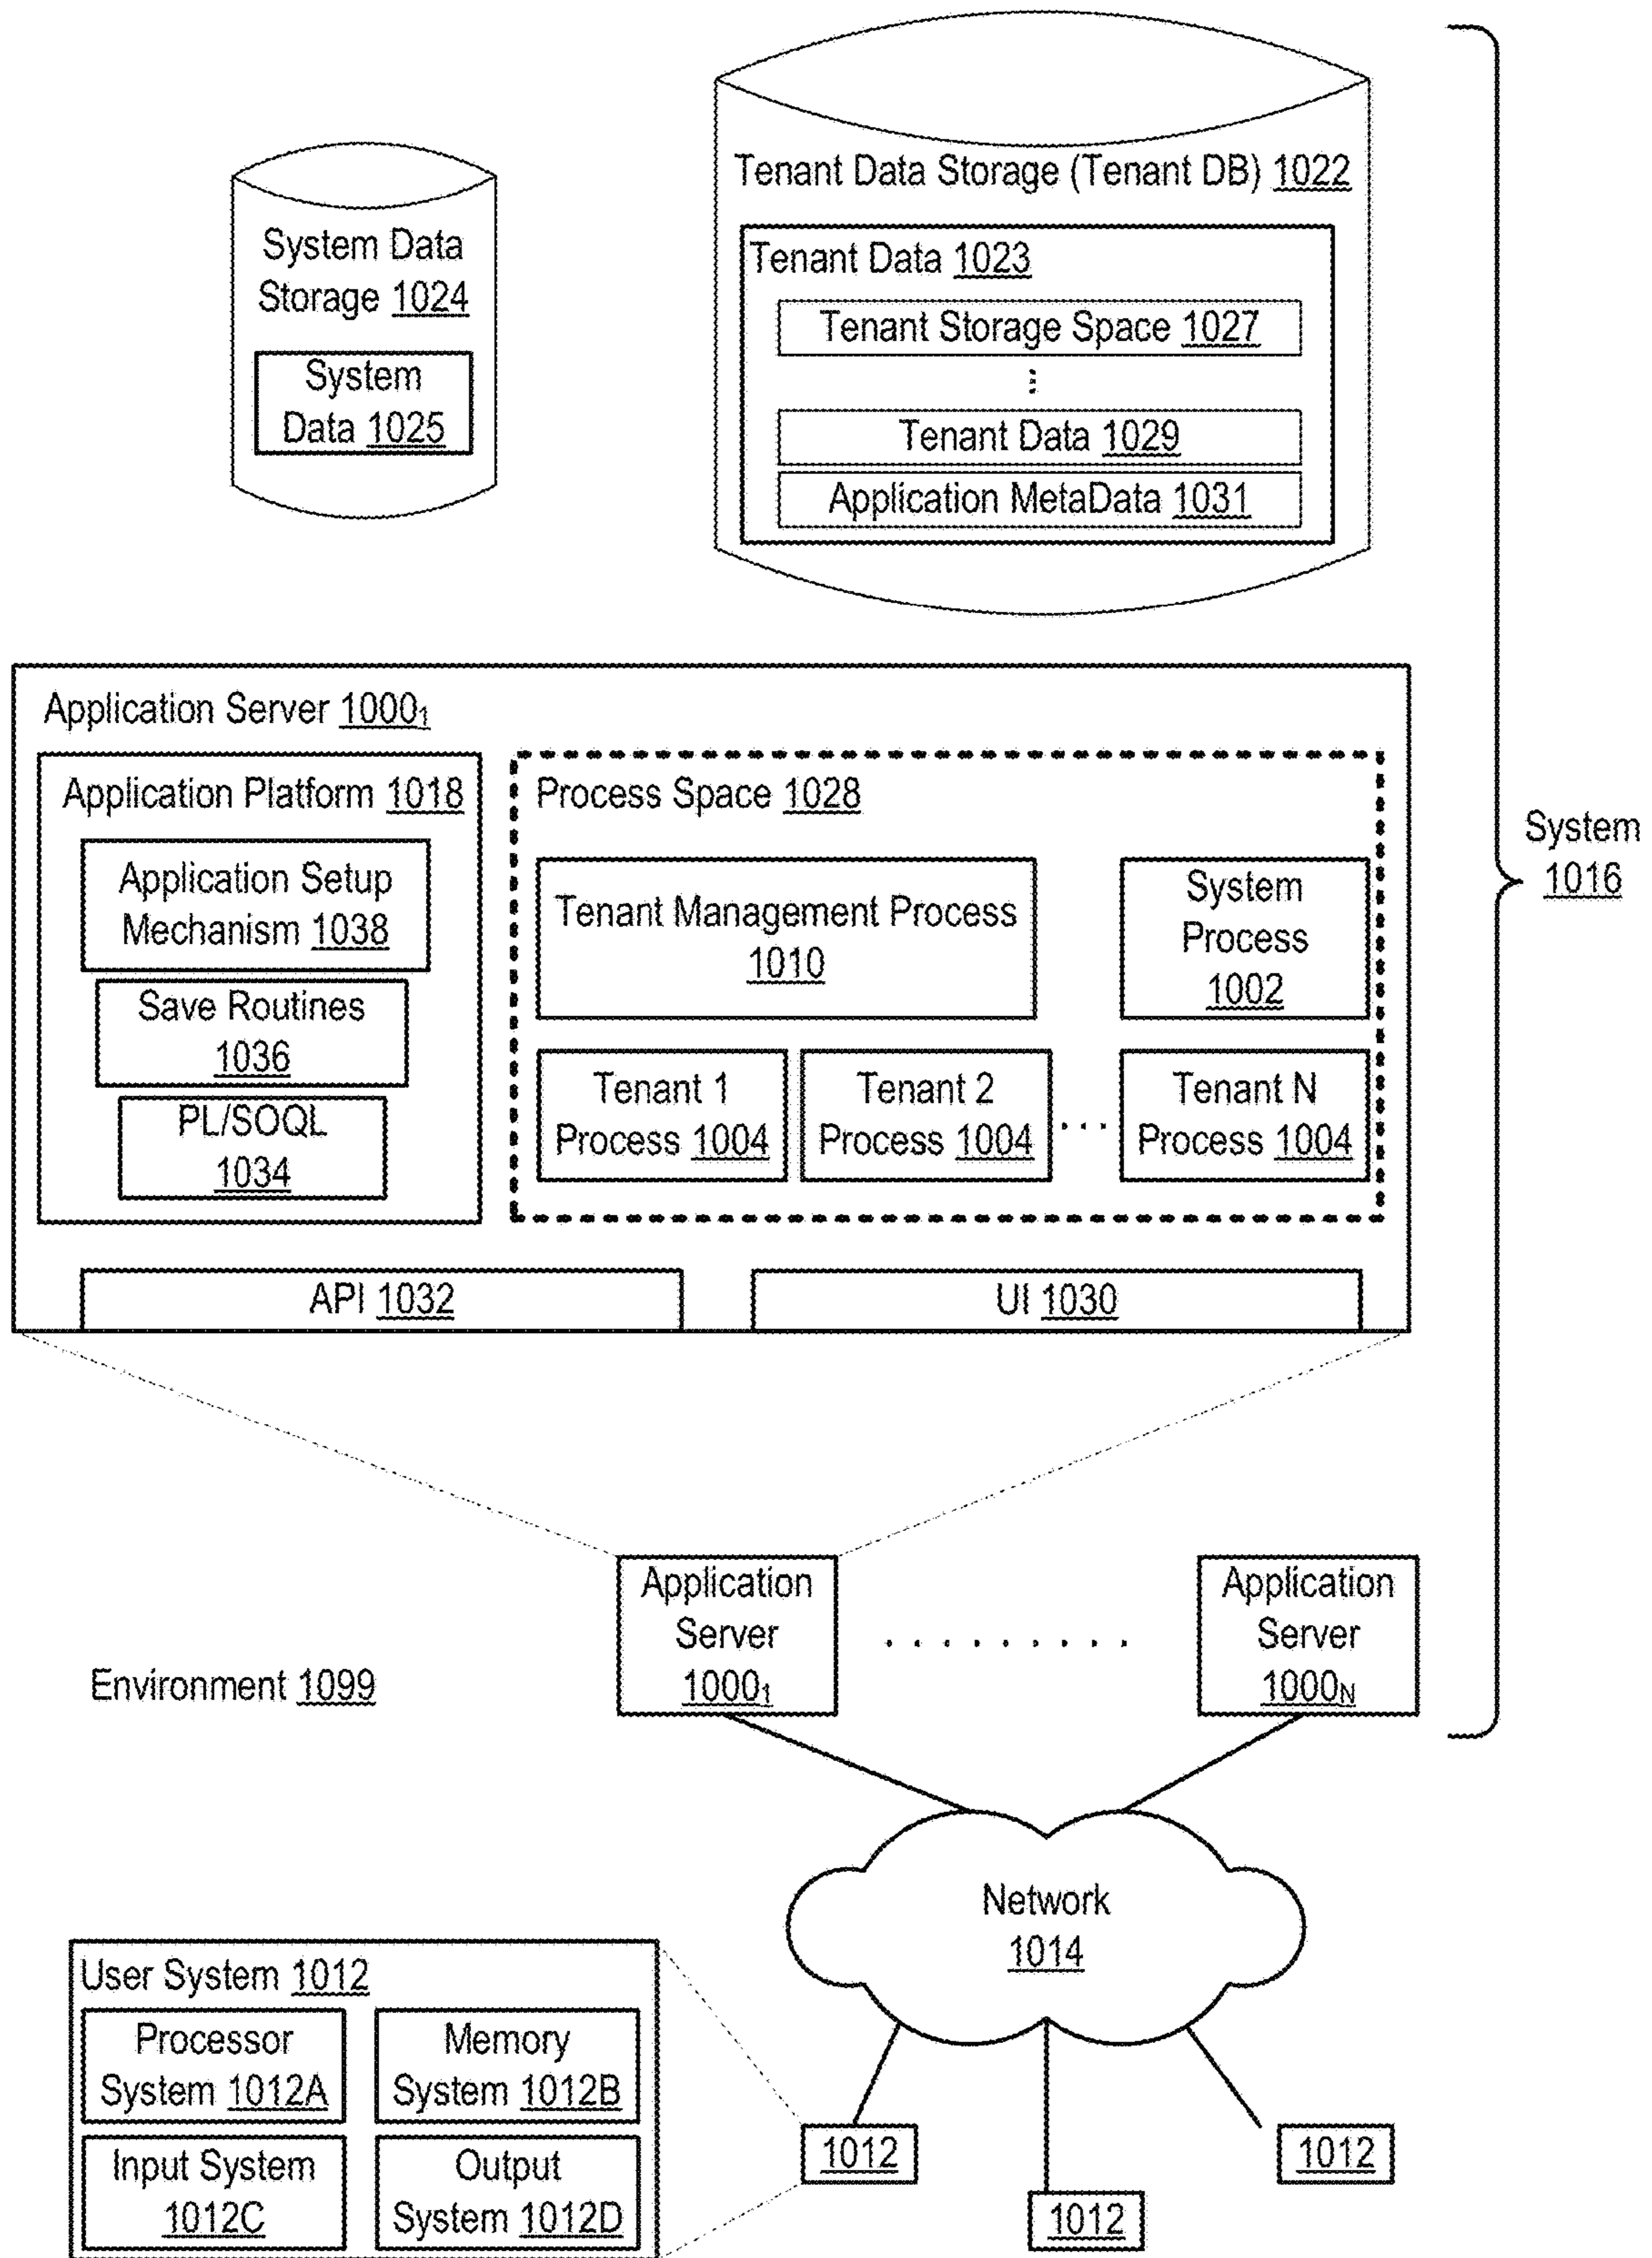 Tenant Data Storage (Tenant DB) 1022
System Data
Storage 1024
System
Data 1025
Tenant Data 1023
Tenant Storage Space 1027
Tenant Data 1029
Application MetaData 1031
System
1016
Application Server 1000₁
Application Platform 1018
Application Setup
Mechanism 1038
Save Routines
1036
PL/SOQL
1034
Process Space 1028
Tenant Management Process
1010
System
Process
1002
Tenant 1
Process 1004
Tenant 2
Process 1004
Tenant N
Process 1004
API 1032
UI 1030
Application
Server
1000₁
Application
Server
1000N
Environment 1099
Network
1014
User System 1012
Processor
System 1012A
Memory
System 1012B
Input System
1012C
Output
System 1012D
1012
1012
1012